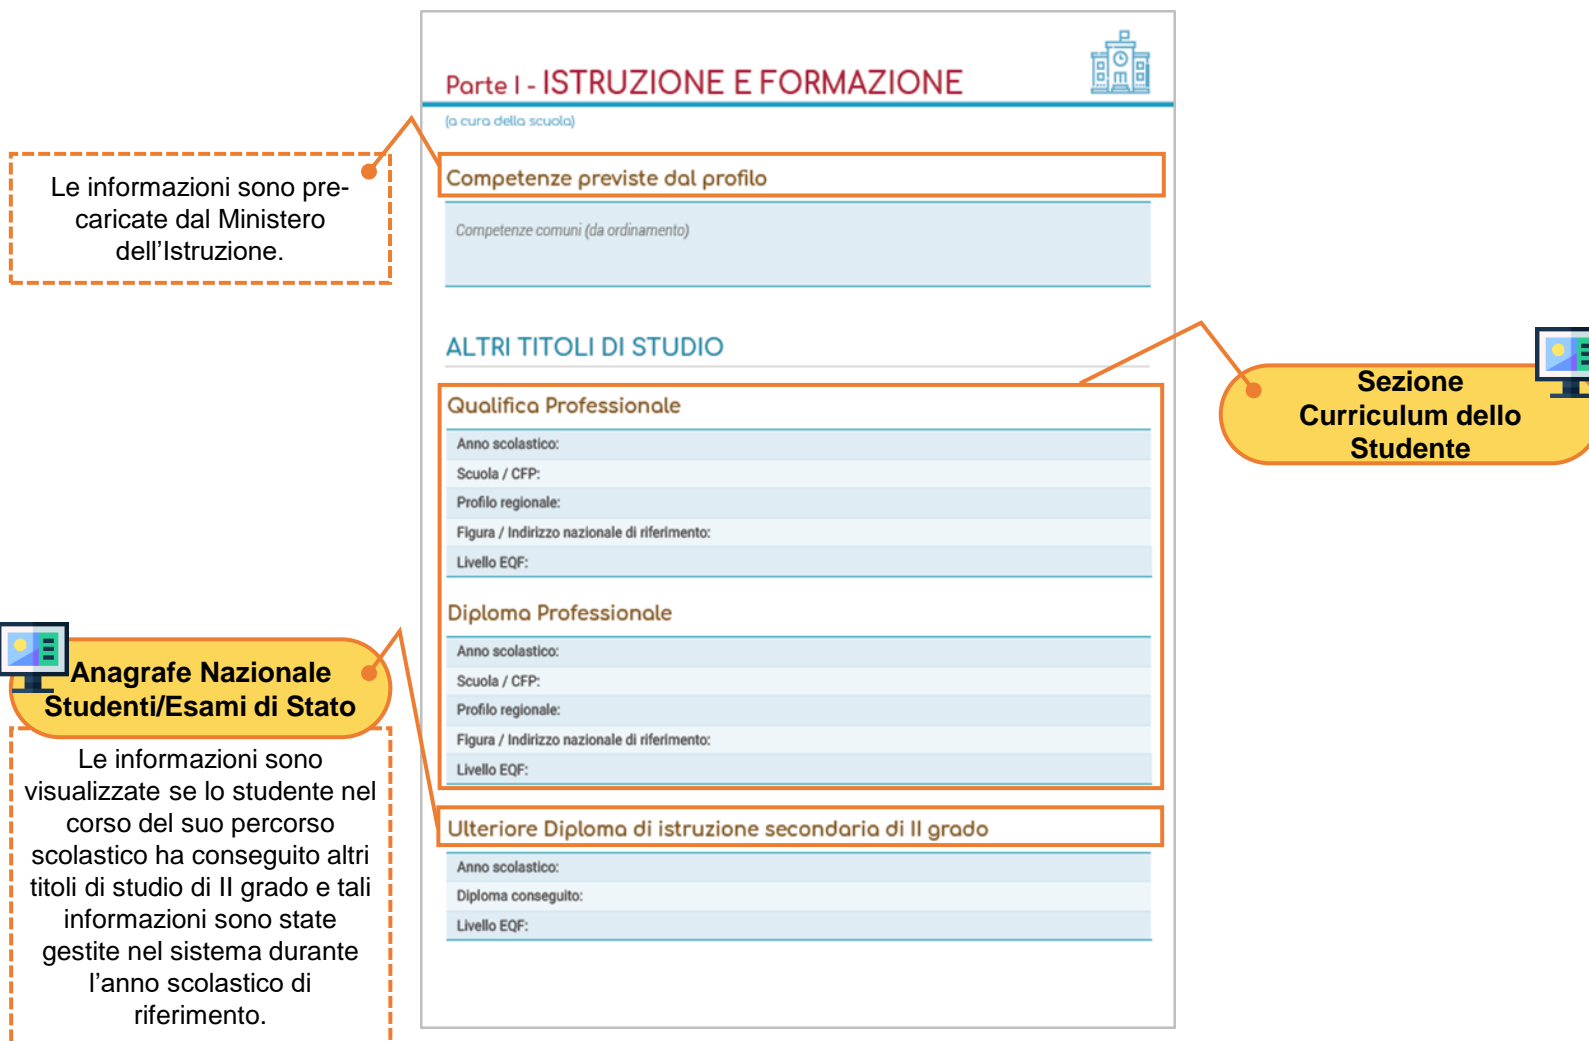 Parte I - ISTRUZIONE E FORMAZIONE
(a cura della scuola)
Le informazioni sono pre-
caricate dal Ministero
dell’Istruzione.
Competenze previste dal profilo
Competenze comuni (da ordinamento)
ALTRI TITOLI DI STUDIO
Sezione
Curriculum dello
Studente
Qualifica Professionale
Anno scolastico:
Scuola / CFP:
Profilo regionale:
Figura / Indirizzo nazionale di riferimento:
Livello EQF:
Diploma Professionale
Anno scolastico:
Scuola / CFP:
Profilo regionale:
Figura / Indirizzo nazionale di riferimento:
Livello EQF:
Anagrafe Nazionale
Studenti/Esami di Stato
Le informazioni sono
visualizzate se lo studente nel
corso del suo percorso
scolastico ha conseguito altri
titoli di studio di II grado e tali
informazioni sono state
gestite nel sistema durante
l’anno scolastico di
riferimento.
Ulteriore Diploma di istruzione secondaria di II grado
Anno scolastico:
Diploma conseguito:
Livello EQF: